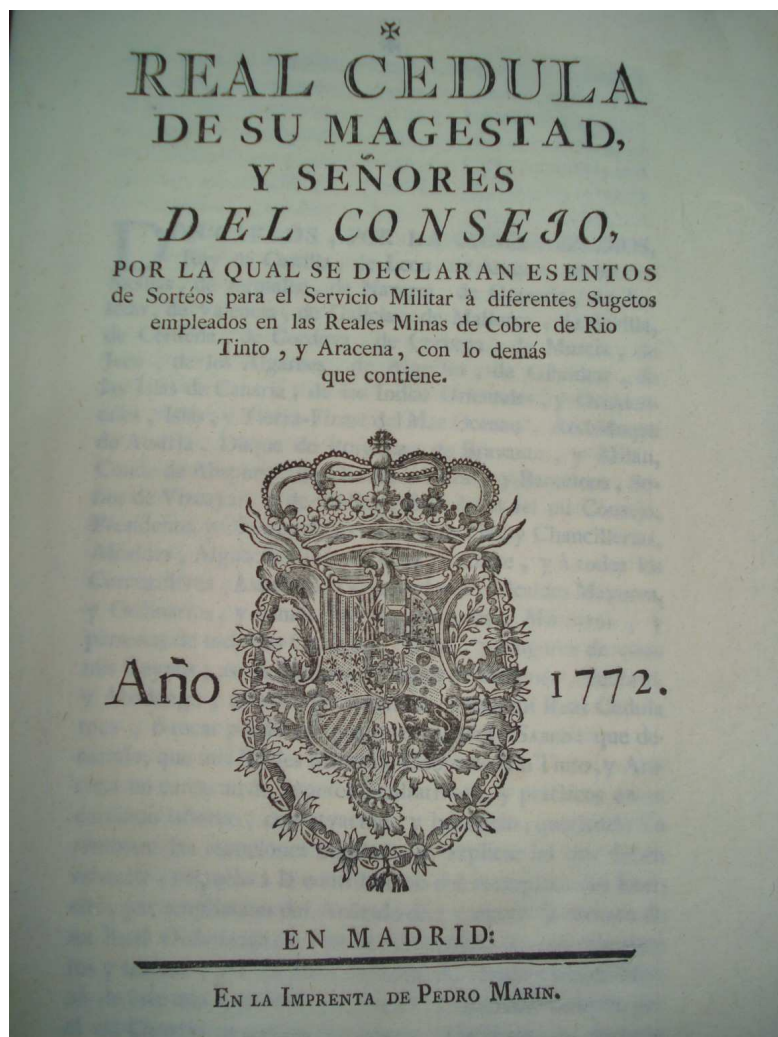 REAL CEDULA
DE SU MAGESTAD,
Y SEÑORES
DEL CONSEJO,
POR LA QUAL SE DECLARAN ESENTOS
de Sortéos para el Servicio Militar à diferentes Sugetos
empleados en las Reales Minas de Cobre de Rio
Tinto, y Aracena, con lo demás
que contiene.
Año 1772.
EN MADRID:
EN LA IMPRENTA DE PEDRO MARIN.